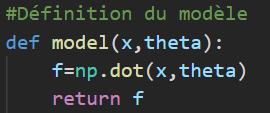 #Définition du modèle
def model(x,theta):
    f=np.dot(x,theta)
    return f